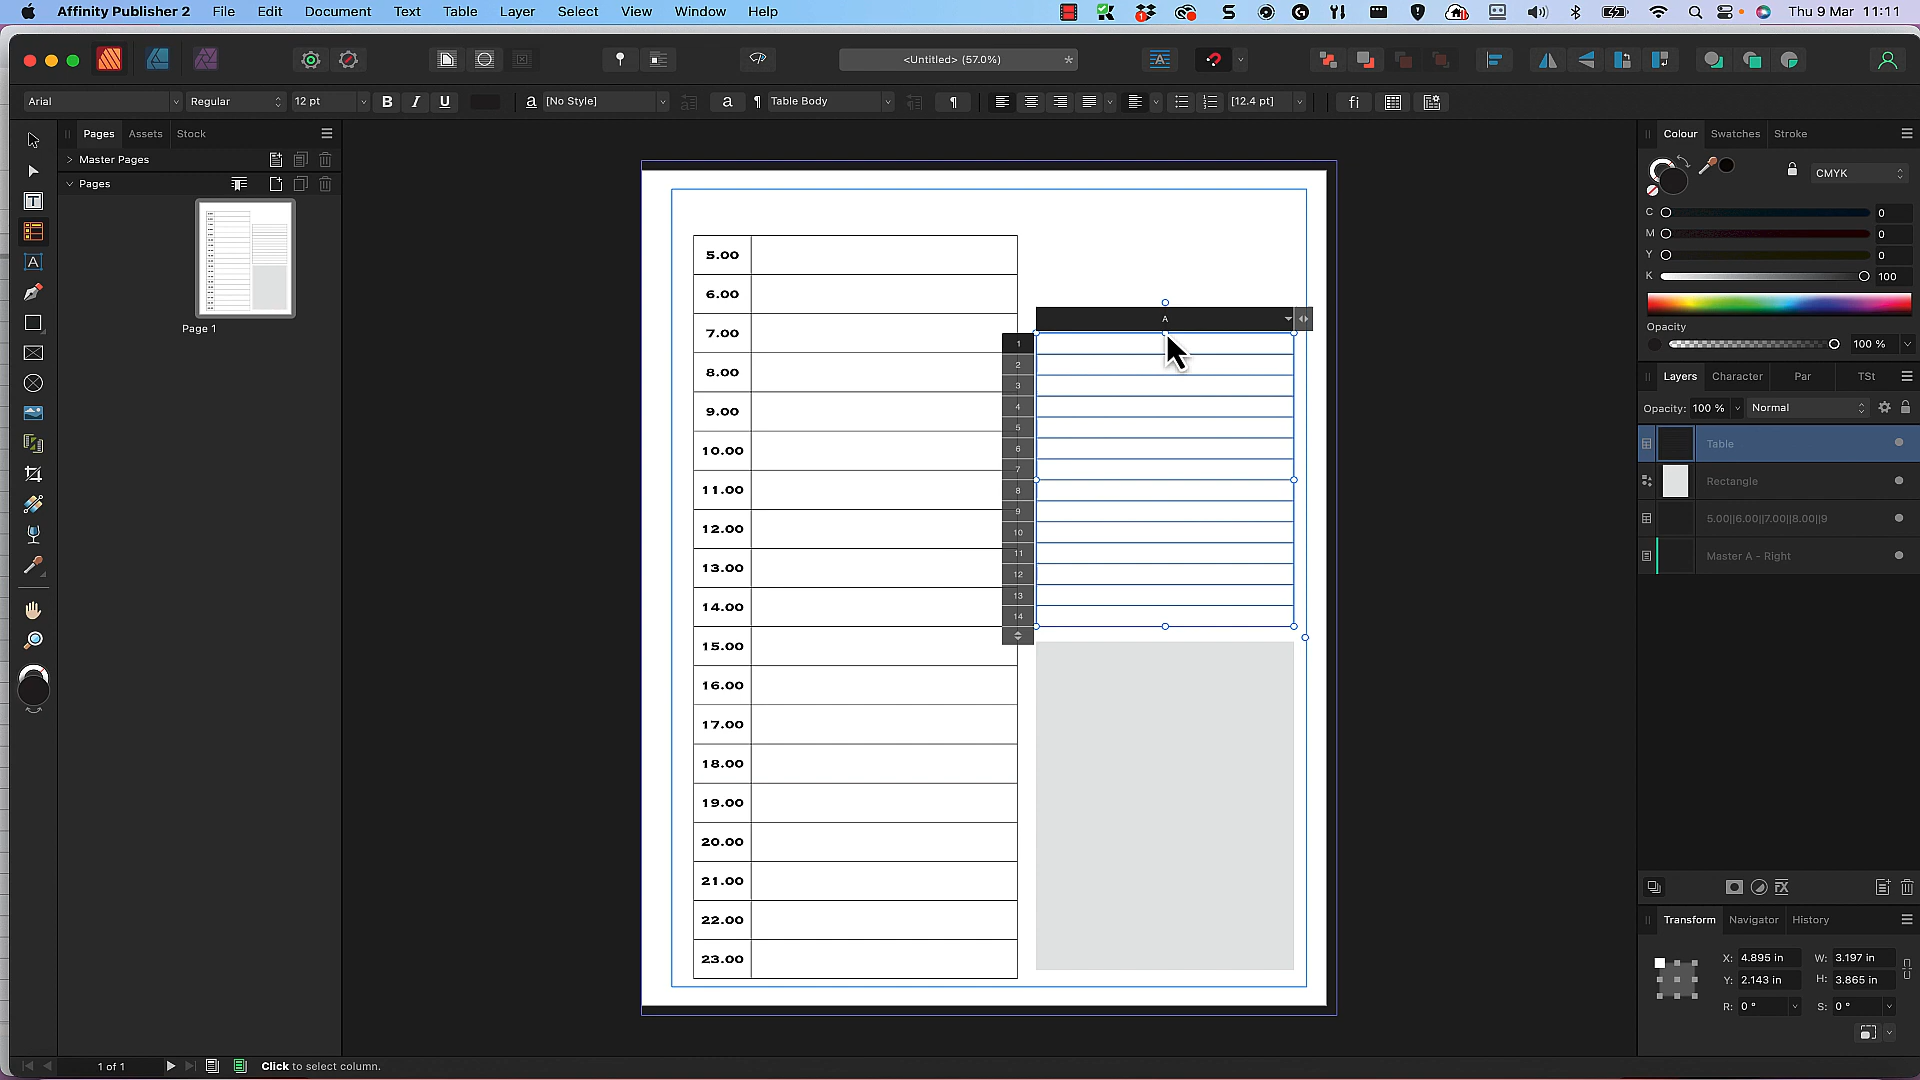 Affinity Publisher 2 File Edit Document Text Table Layer Select View Window Help Thu 9 Mar 11:11
<Untitled> (57.0%) *
Arial Regular 12 pt B I U a [No Style] a ¶ Table Body ¶ [12.4 pt] fi
Pages Assets Stock
Master Pages
Pages
Page 1
5.00
6.00
7.00
8.00
9.00
10.00
11.00
12.00
13.00
14.00
15.00
16.00
17.00
18.00
19.00
20.00
21.00
22.00
23.00
A
1
2
3
4
5
6
7
8
9
10
11
12
13
14
Colour Swatches Stroke
CMYK
C 0
M 0
Y 0
K 100
Opacity
100 %
Layers Character Par TSt
Opacity: 100 % Normal
Table
Rectangle
5.00||6.00||7.00||8.00||9
Master A - Right
Transform Navigator History
X: 4.895 in W: 3.197 in
Y: 2.143 in H: 3.865 in
R: 0 ° S: 0 °
1 of 1 Click to select column.